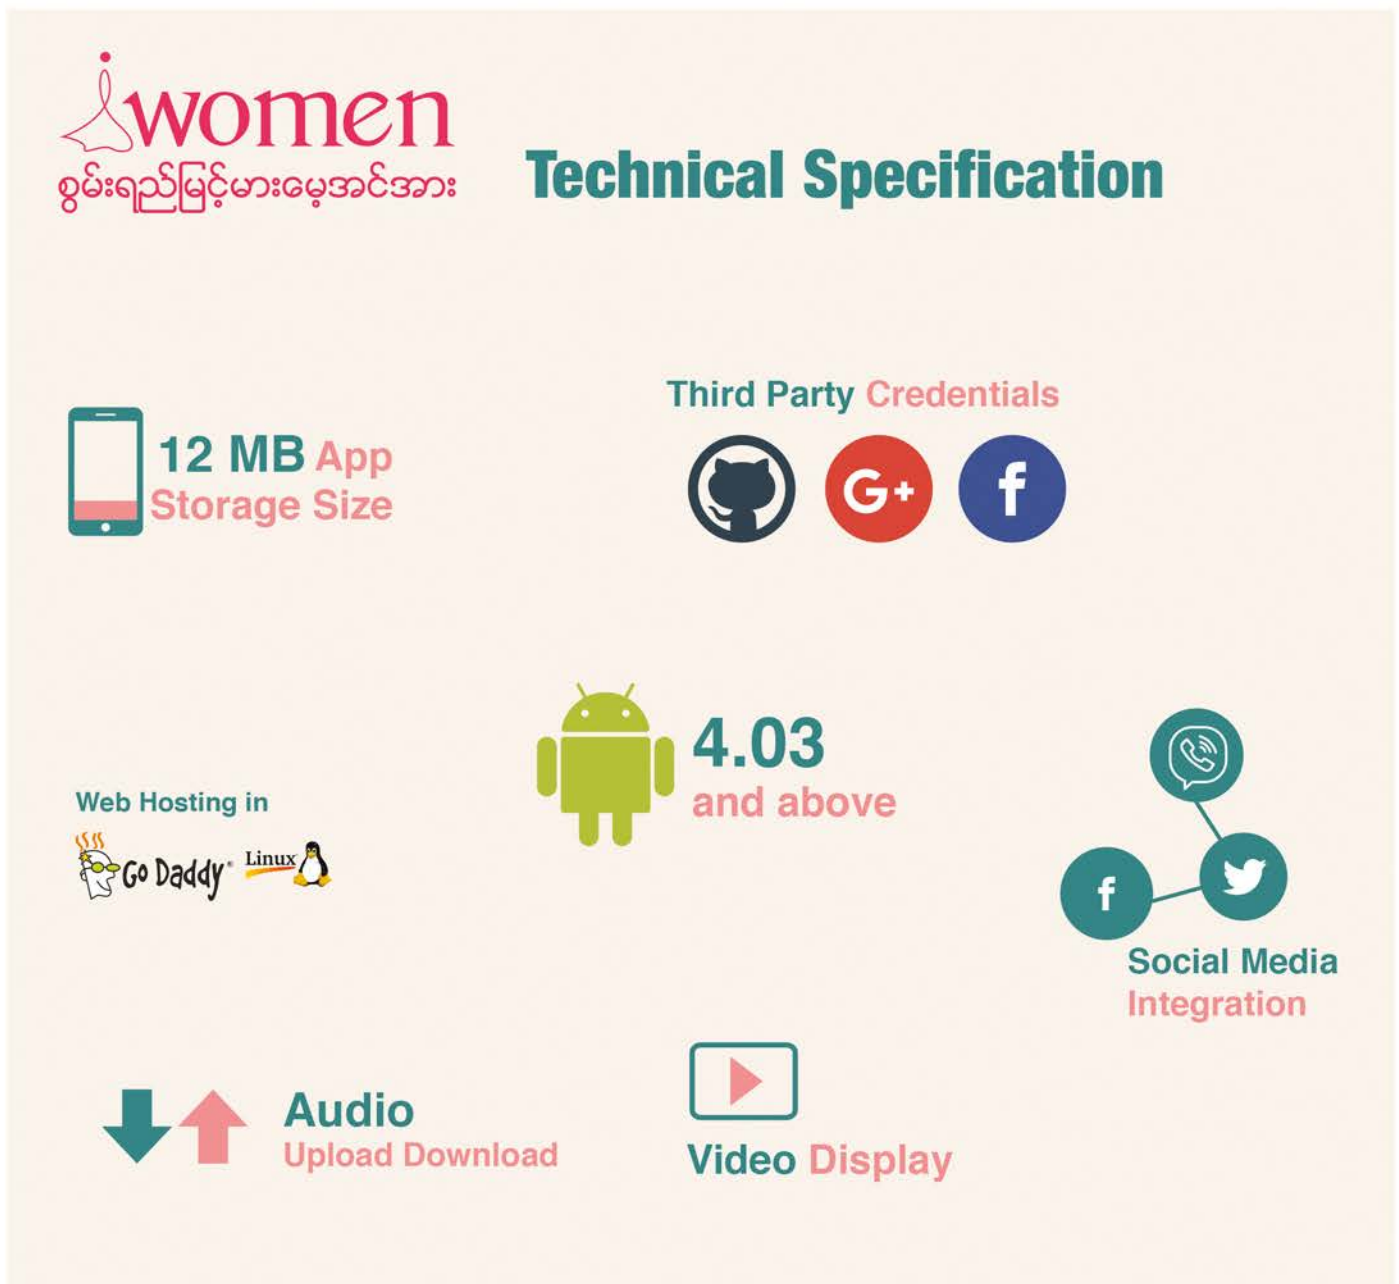 iwomen
စွမ်းရည်မြင့်မားမေ့အင်အား
Technical Specification
Third Party Credentials
12 MB App
Storage Size
G+
f
4.03
and above
Web Hosting in
Go Daddy®
Linux
f
Social Media
Integration
Audio
Upload Download
Video Display